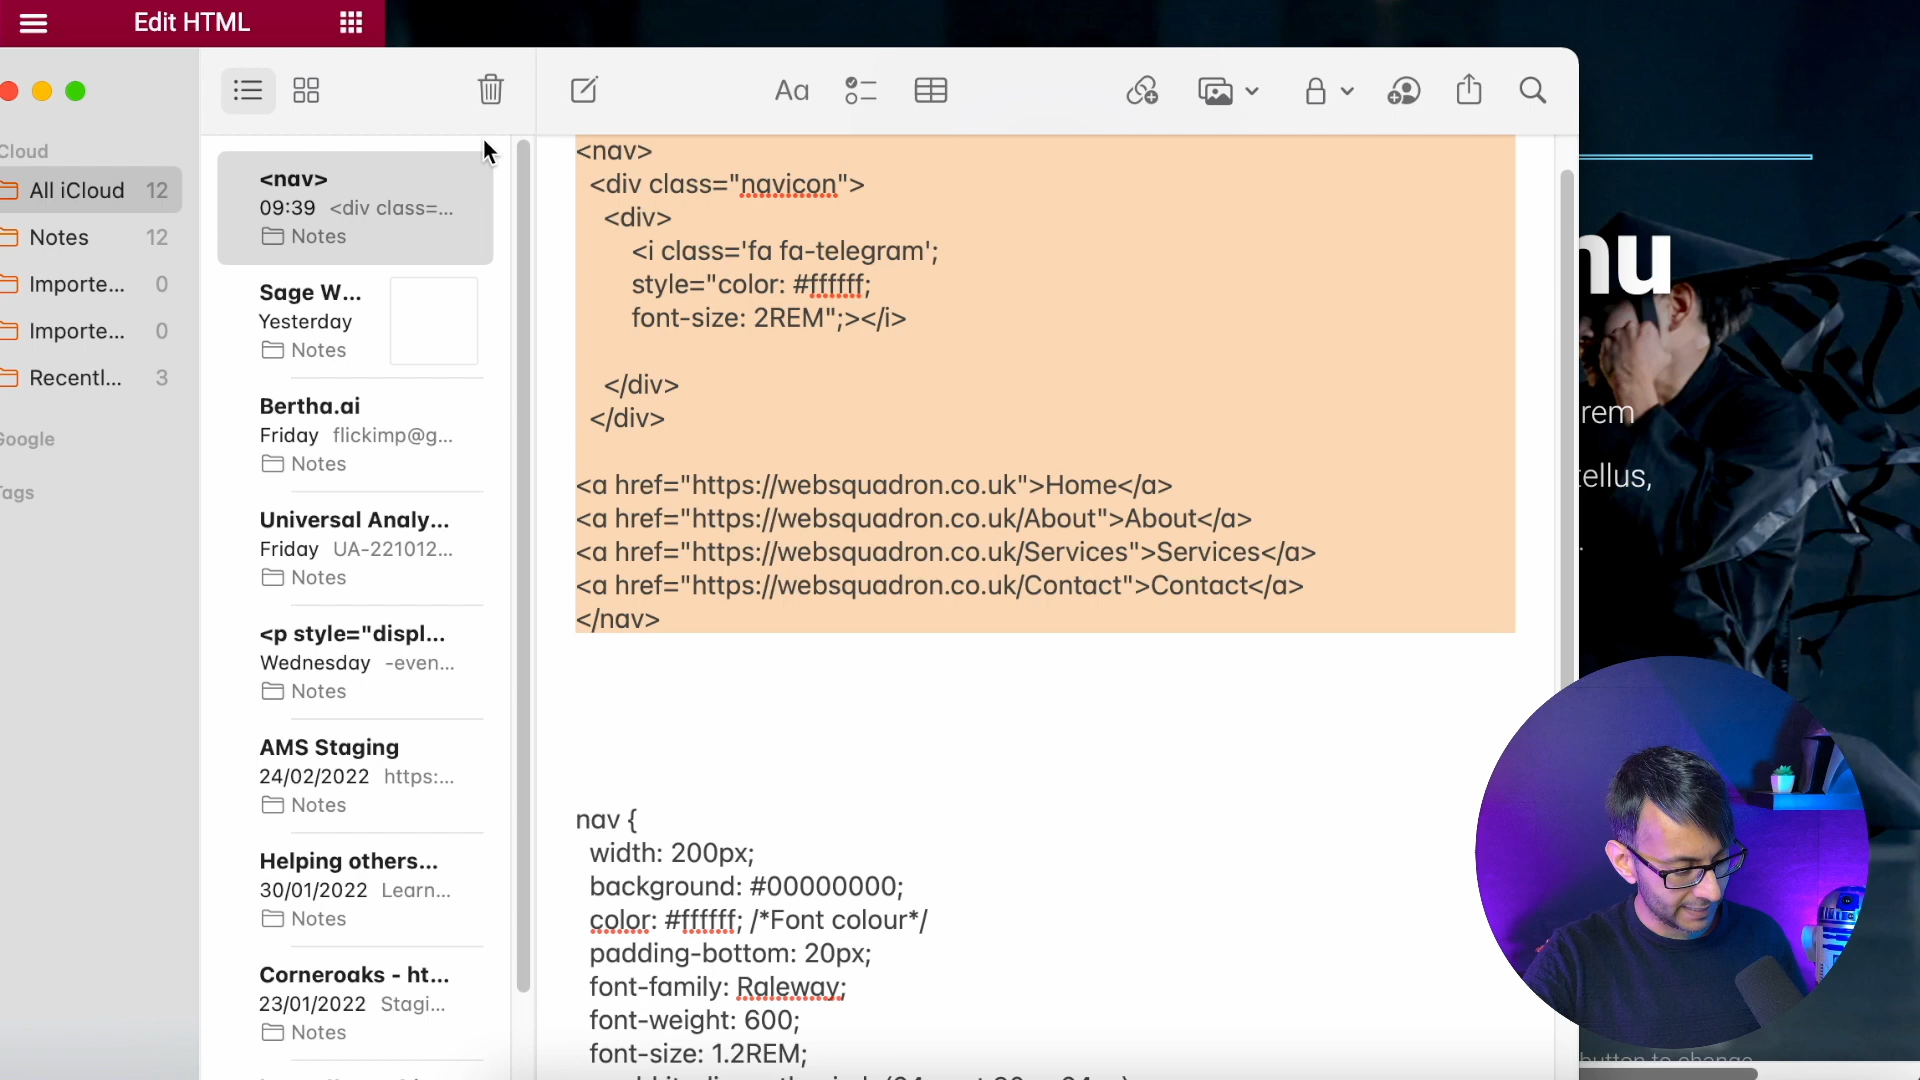 Edit HTML
Cloud
All iCloud 12
Notes 12
Importe... 0
Importe... 0
Recentl... 3
Google
Tags
<nav>
09:39 <div class=...
Notes
Sage W...
Yesterday
Notes
Bertha.ai
Friday flickimp@g...
Notes
Universal Analy...
Friday UA-221012...
Notes
<p style="displ...
Wednesday -even...
Notes
AMS Staging
24/02/2022 https:...
Notes
Helping others...
30/01/2022 Learn...
Notes
Corneroaks - ht...
23/01/2022 Stagi...
Notes
Aa
<nav>
<div class="navicon">
<div>
<i class='fa fa-telegram';
style="color: #ffffff;
font-size: 2REM";></i>
</div>
</div>
<a href="https://websquadron.co.uk">Home</a>
<a href="https://websquadron.co.uk/About">About</a>
<a href="https://websquadron.co.uk/Services">Services</a>
<a href="https://websquadron.co.uk/Contact">Contact</a>
</nav>
nav {
width: 200px;
background: #00000000;
color: #ffffff; /*Font colour*/
padding-bottom: 20px;
font-family: Raleway;
font-weight: 600;
font-size: 1.2REM;
nu
rem
tellus,
.
button to change